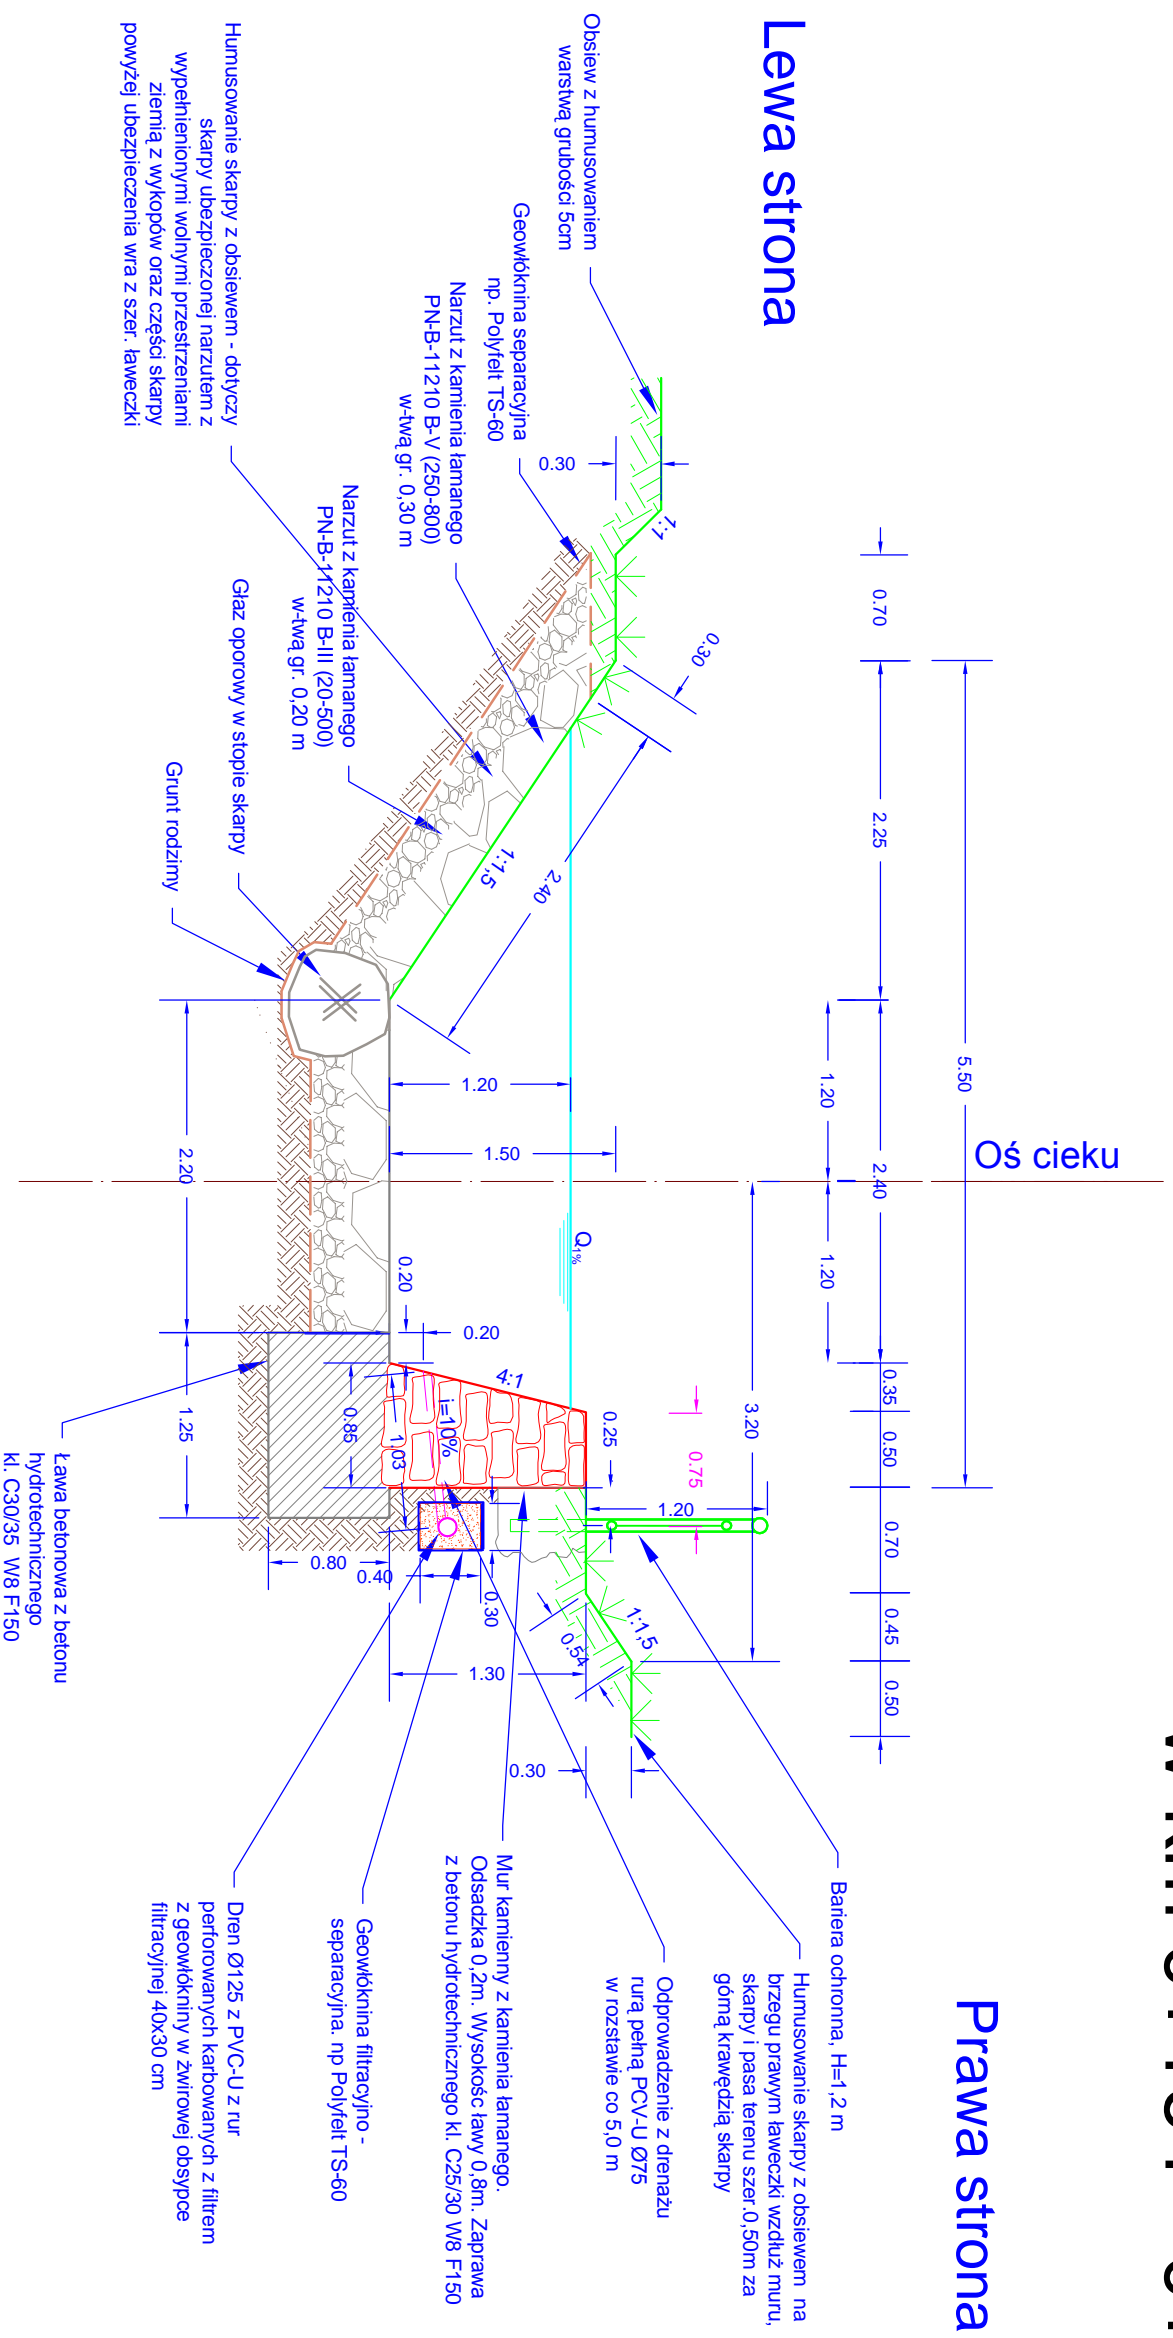 Lewa strona
Prawa strona
Oś cieku
Obsiew z humusowaniem
warstwą grubości 5cm
Geowłóknina separacyjna
np. Polyfelt TS-60
Narzut z kamienia łamanego
PN-B-11210 B-V (250-800)
w-twą gr. 0,30 m
Narzut z kamienia łamanego
PN-B-11210 B-III (20-500)
w-twą gr. 0,20 m
Humusowanie skarpy z obsiewem - dotyczy
skarpy ubezpieczonej narzutem z
wypełnionymi wolnymi przestrzeniami
ziemią z wykopów oraz części skarpy
powyżej ubezpieczenia wra z szer. ławeczki
Głaz oporowy w stopie skarpy
Grunt rodzimy
5.50
0.70
2.25
2.40
0.35
0.50
0.70
0.45
0.50
1.20
1.20
3.20
0.75
1.20
0.30
1:1
0.30
2.40
1:1,5
1.20
1.50
Q1%
4:1
0.25
0.20
0.20
i=10%
1.03
0.85
2.20
1.25
0.80
0.40
0.30
1.30
0.54
1:1,5
0.30
Bariera ochronna, H=1,2 m
Humusowanie skarpy z obsiewem na
brzegu prawym ławeczki wzdłuż muru,
skarpy i pasa terenu szer.0,50m za
górną krawędzią skarpy
Odprowadzenie z drenażu
rurą pełną PCV-U Ø75
w rozstawie co 5,0 m
Mur kamienny z kamienia łamanego.
Odsadzka 0,2m. Wysokość ławy 0,8m. Zaprawa
z betonu hydrotechnicznego kl. C25/30 W8 F150
Geowłóknina filtracyjno -
separacyjna. np Polyfelt TS-60
Dren Ø125 z PVC-U z rur
perforowanych karbowanych z filtrem
z geowłókniny w żwirowej obsypce
filtracyjnej 40x30 cm
Ława betonowa z betonu
hydrotechnicznego
kl. C30/35 W8 F150